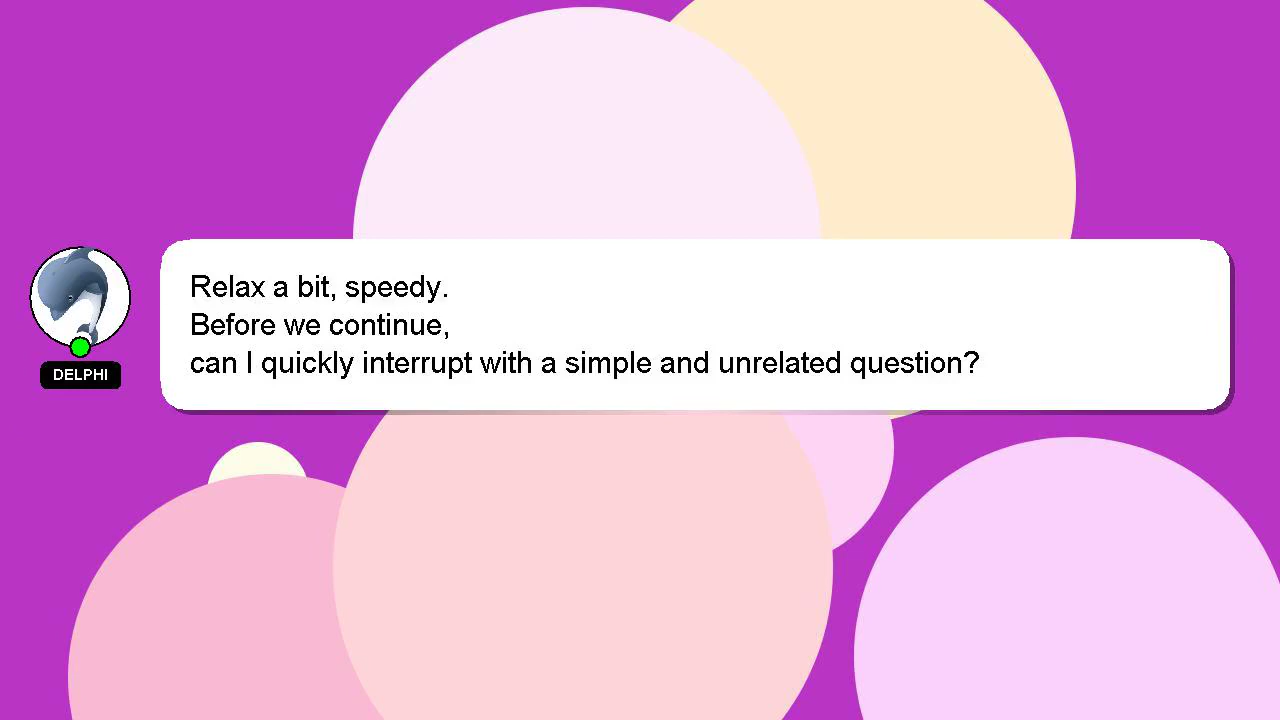 Relax a bit, speedy.
Before we continue,
can I quickly interrupt with a simple and unrelated question?
DELPHI